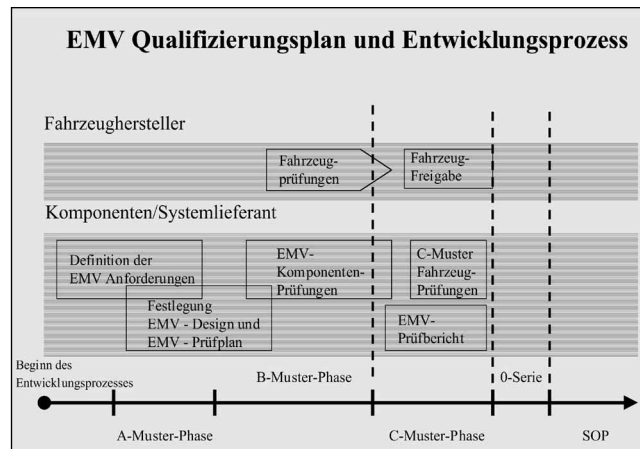 EMV Qualifizierungsplan und Entwicklungsprozess
Fahrzeughersteller
Fahrzeug-
prüfungen
Fahrzeug-
Freigabe
Komponenten/Systemlieferant
Definition der
EMV Anforderungen
EMV-
Komponenten-
Prüfungen
C-Muster
Fahrzeug-
Prüfungen
Festlegung
EMV - Design und
EMV - Prüfplan
EMV-
Prüfbericht
Beginn des
Entwicklungsprozesses
B-Muster-Phase
0-Serie
A-Muster-Phase
C-Muster-Phase
SOP